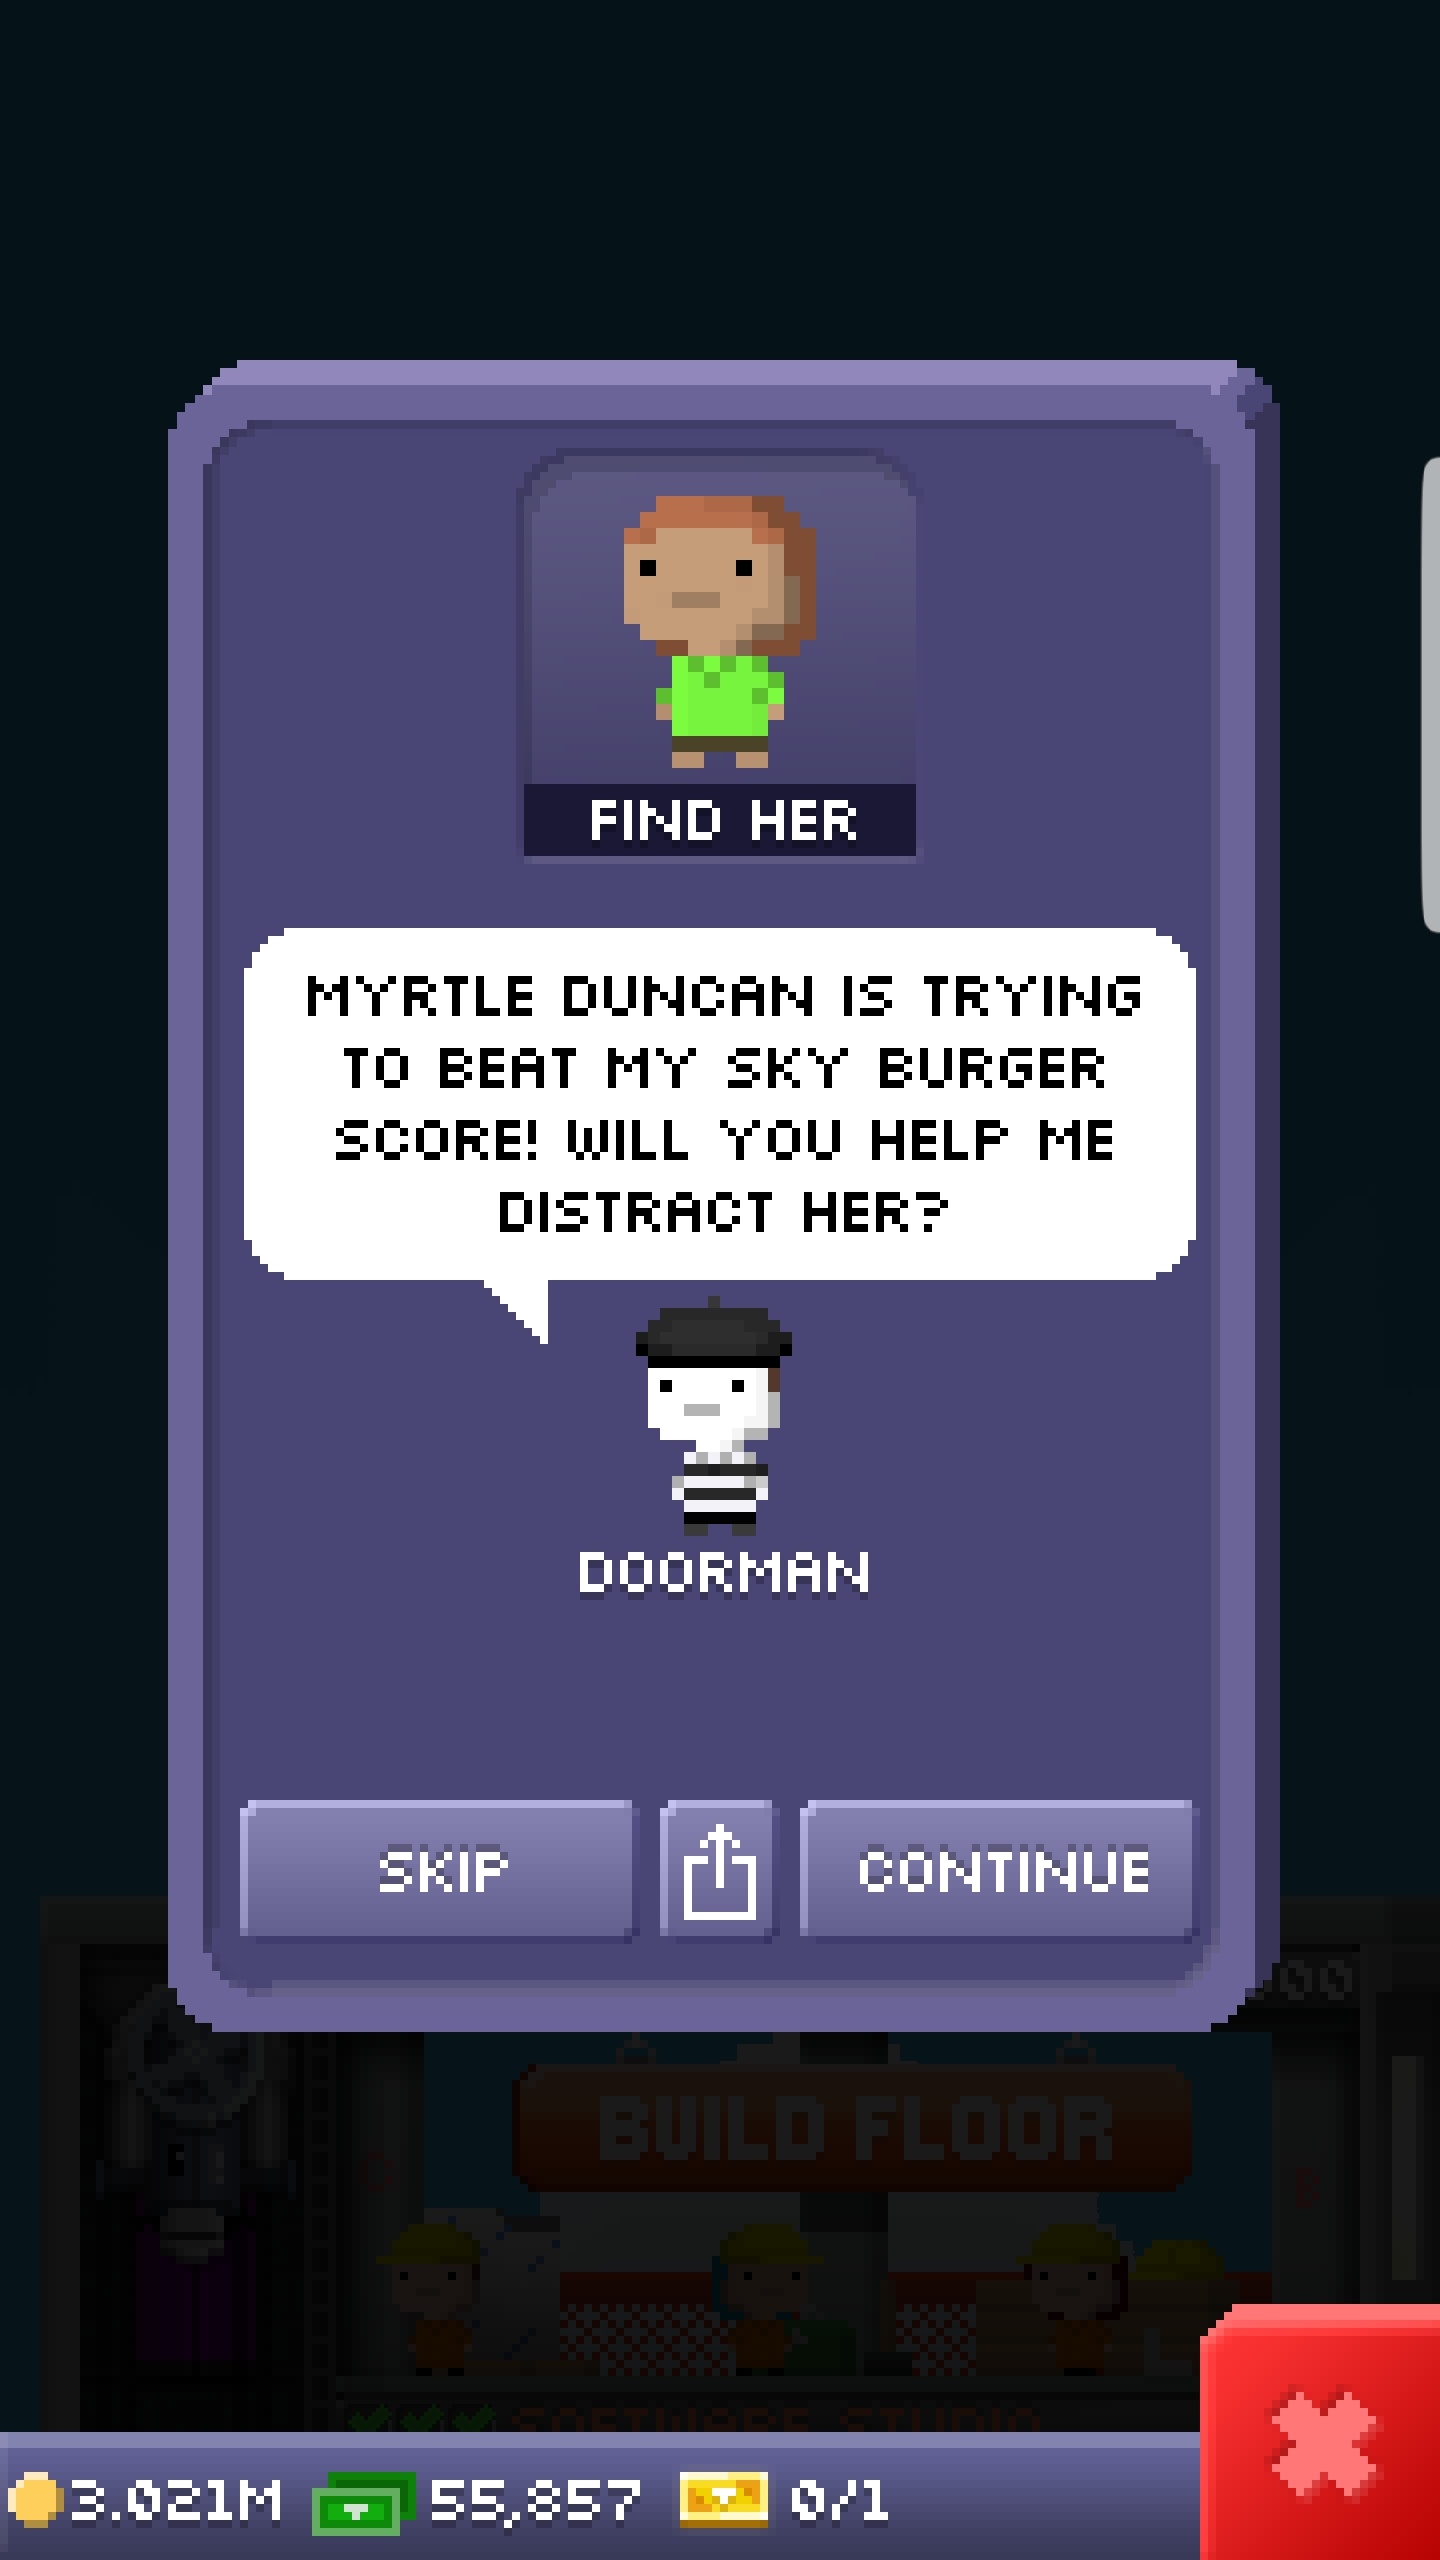 FIND HER
MYRTLE DUNCAN IS TRYING
TO BEAT MY SKY BURGER
SCORE! WILL YOU HELP ME
DISTRACT HER?
DOORMAN
SKIP
CONTINUE
BUILD FLOOR
C
B
SOFTWARE STUDIO
3.021M
55,857
0/1